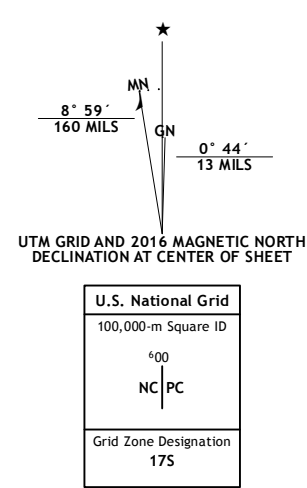 ★
MN
8° 59´
160 MILS
GN
0° 44´
13 MILS
UTM GRID AND 2016 MAGNETIC NORTH
DECLINATION AT CENTER OF SHEET
U.S. National Grid
100,000-m Square ID
⁶00
NC PC
Grid Zone Designation
17S